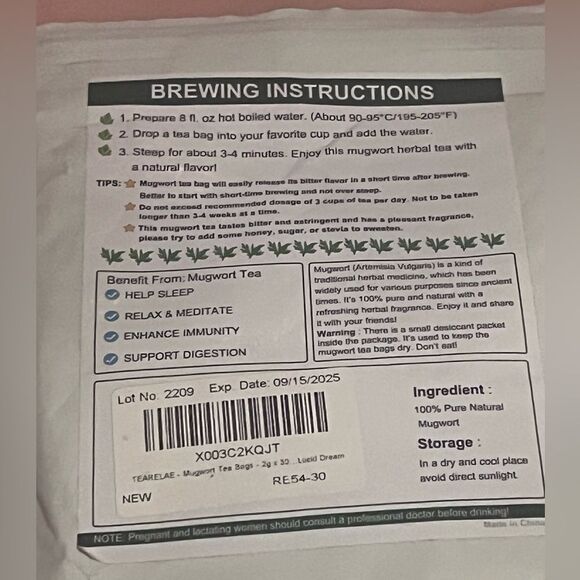 BREWING INSTRUCTIONS
1. Prepare 8 fl. oz hot boiled water. (About 90-95°C/195-205°F)
2. Drop a tea bag into your favorite cup and add the water.
3. Steep for about 3-4 minutes. Enjoy this mugwort herbal tea with
a natural flavor!
TIPS: Mugwort tea bag will easily release its bitter flavor in a short time after brewing.
Better to start with short-time brewing and not over steep.
Do not exceed recommended dosage of 3 cups of tea per day. Not to be taken
longer than 3-4 weeks at a time.
This mugwort tea tastes bitter and astringent and has a pleasant fragrance,
please try to add some honey, sugar, or stevia to sweeten.
Benefit From: Mugwort Tea
HELP SLEEP
RELAX & MEDITATE
ENHANCE IMMUNITY
SUPPORT DIGESTION
Mugwort (Artemisia Vulgaris) is a kind of
traditional herbal medicine, which has been
widely used for various purposes since ancient
times. It's 100% pure and natural with a
refreshing herbal fragrance. Enjoy it and share
it with your friends!
Warning : There is a small desiccant packet
inside the package. It's used to keep the
mugwort tea bags dry. Don't eat!
Lot No. 2209 Exp. Date: 09/15/2025
X003C2KQJT
TEARELAE - Mugwort Tea Bags - 2g x 30...Lucid Dream
NEW
RE54-30
Ingredient :
100% Pure Natural
Mugwort
Storage :
In a dry and cool place
avoid direct sunlight
NOTE: Pregnant and lactating women should consult a professional doctor before drinking!
Made in China